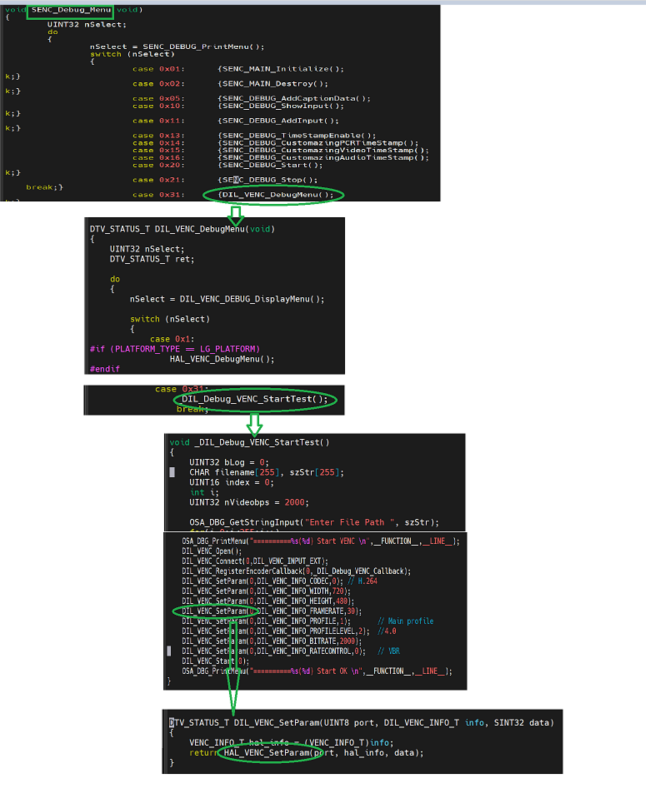 void SENC_Debug_Menu(void)
{
UINT32 nSelect;
do
{
nSelect = SENC_DEBUG_PrintMenu();
switch (nSelect)
{
case 0x01: {SENC_MAIN_Initialize();
k;}
case 0x02: {SENC_MAIN_Destroy();
k;}
case 0x05: {SENC_DEBUG_AddCaptionData();
case 0x10: {SENC_DEBUG_ShowInput();
k;}
case 0x11: {SENC_DEBUG_AddInput();
k;}
case 0x13: {SENC_DEBUG_TimeStampEnable();
case 0x14: {SENC_DEBUG_CustomazingPCRTimeStamp();
case 0x15: {SENC_DEBUG_CustomazingVideoTimeStamp();
case 0x16: {SENC_DEBUG_CustomazingAudioTimeStamp();
case 0x20: {SENC_DEBUG_Start();
k;}
case 0x21: {SENC_DEBUG_Stop();
break;}
case 0x31: {DIL_VENC_DebugMenu();
DTV_STATUS_T DIL_VENC_DebugMenu(void)
{
UINT32 nSelect;
DTV_STATUS_T ret;
do
{
nSelect = DIL_VENC_DEBUG_DisplayMenu();
switch (nSelect)
{
case 0x1:
#if (PLATFORM_TYPE == LG_PLATFORM)
HAL_VENC_DebugMenu();
#endif
case 0x31:
_DIL_Debug_VENC_StartTest();
break;
void _DIL_Debug_VENC_StartTest()
{
UINT32 bLog = 0;
CHAR filename[255], szStr[255];
UINT16 index = 0;
int i;
UINT32 nVideobps = 2000;
OSA_DBG_GetStringInput("Enter File Path ", szStr);
OSA_DBG_PrintMenu("==========%s(%d) Start VENC \n",__FUNCTION__,__LINE__);
DIL_VENC_Open();
DIL_VENC_Connect(0,DIL_VENC_INPUT_EXT);
DIL_VENC_RegisterEncoderCallback(0,_DIL_Debug_VENC_Callback);
DIL_VENC_SetParam(0,DIL_VENC_INFO_CODEC,0); // H.264
DIL_VENC_SetParam(0,DIL_VENC_INFO_WIDTH,720);
DIL_VENC_SetParam(0,DIL_VENC_INFO_HEIGHT,480);
DIL_VENC_SetParam(0,DIL_VENC_INFO_FRAMERATE,30);
DIL_VENC_SetParam(0,DIL_VENC_INFO_PROFILE,1); // Main profile
DIL_VENC_SetParam(0,DIL_VENC_INFO_PROFILELEVEL,2); //4.0
DIL_VENC_SetParam(0,DIL_VENC_INFO_BITRATE,2000);
DIL_VENC_SetParam(0,DIL_VENC_INFO_RATECONTROL,0); // VBR
DIL_VENC_Start(0);
OSA_DBG_PrintMenu("==========%s(%d) Start OK \n",__FUNCTION__,__LINE__);
}
DTV_STATUS_T DIL_VENC_SetParam(UINT8 port, DIL_VENC_INFO_T info, SINT32 data)
{
VENC_INFO_T hal_info = (VENC_INFO_T)info;
return HAL_VENC_SetParam(port, hal_info, data);
}